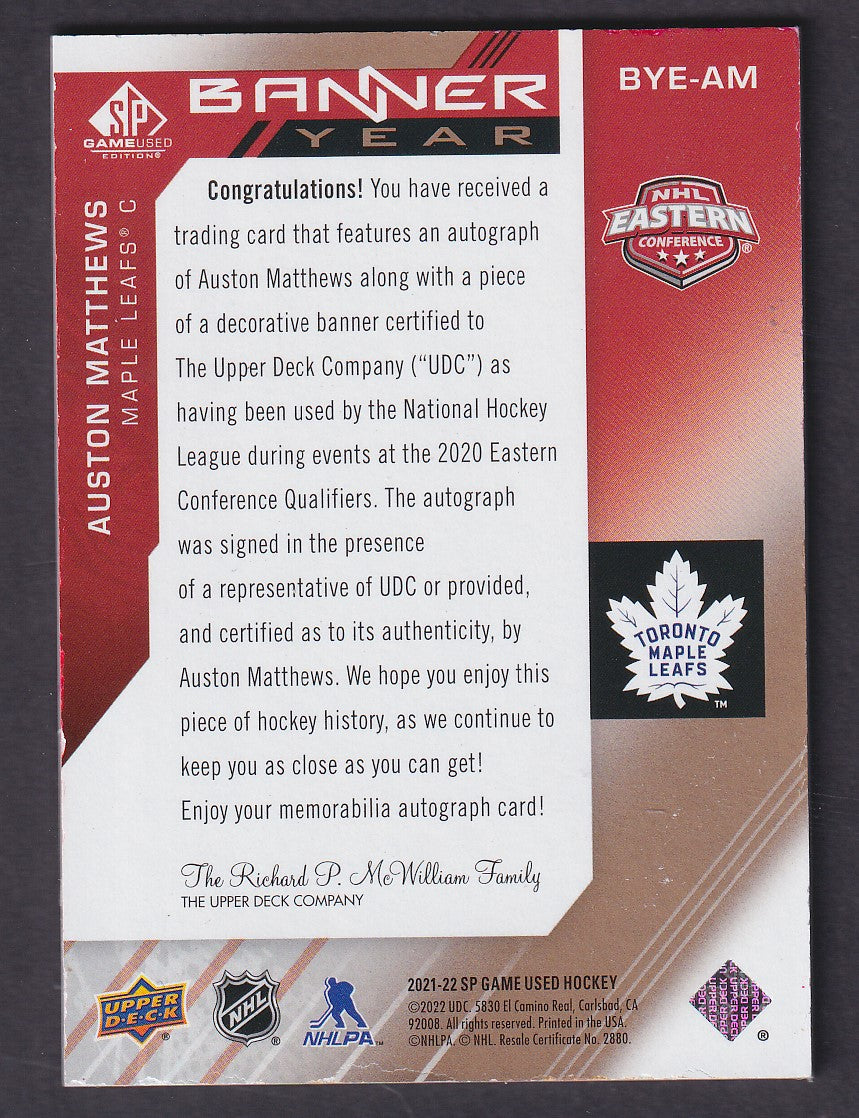 BANNER
YEAR
BYE-AM
SP
GAMEUSED
EDITION®
AUSTON MATTHEWS
MAPLE LEAFS® C
NHL
EASTERN
CONFERENCE
®
Congratulations! You have received a
trading card that features an autograph
of Auston Matthews along with a piece
of a decorative banner certified to
The Upper Deck Company (“UDC”) as
having been used by the National Hockey
League during events at the 2020 Eastern
Conference Qualifiers. The autograph
was signed in the presence
of a representative of UDC or provided,
and certified as to its authenticity, by
Auston Matthews. We hope you enjoy this
piece of hockey history, as we continue to
keep you as close as you can get!
Enjoy your memorabilia autograph card!
TORONTO
MAPLE
LEAFS
TM
The Richard P. McWilliam Family
THE UPPER DECK COMPANY
UPPER
D•E•C•K
®
NHL
®
NHLPA
2021-22 SP GAME USED HOCKEY
©2022 UDC. 5830 El Camino Real, Carlsbad, CA
92008. All rights reserved. Printed in the USA.
©NHLPA. © NHL. Resale Certificate No. 2880.
®